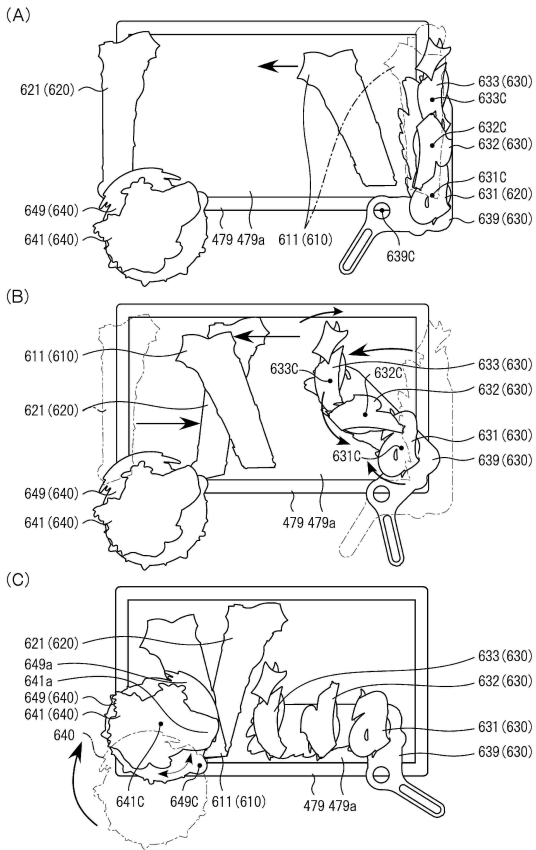 (A)
621(620)
649(640)
641(640)
479
479a
611(610)
639C
633(630)
633C
632C
632(630)
631C
631(620)
639(630)
(B)
611(610)
621(620)
649(640)
641(640)
633C
632C
633(630)
632(630)
631C
631(630)
639(630)
479
479a
(C)
621(620)
649a
641a
649(640)
641(640)
640
641C
649C
611(610)
479
479a
633(630)
632(630)
631(630)
639(630)